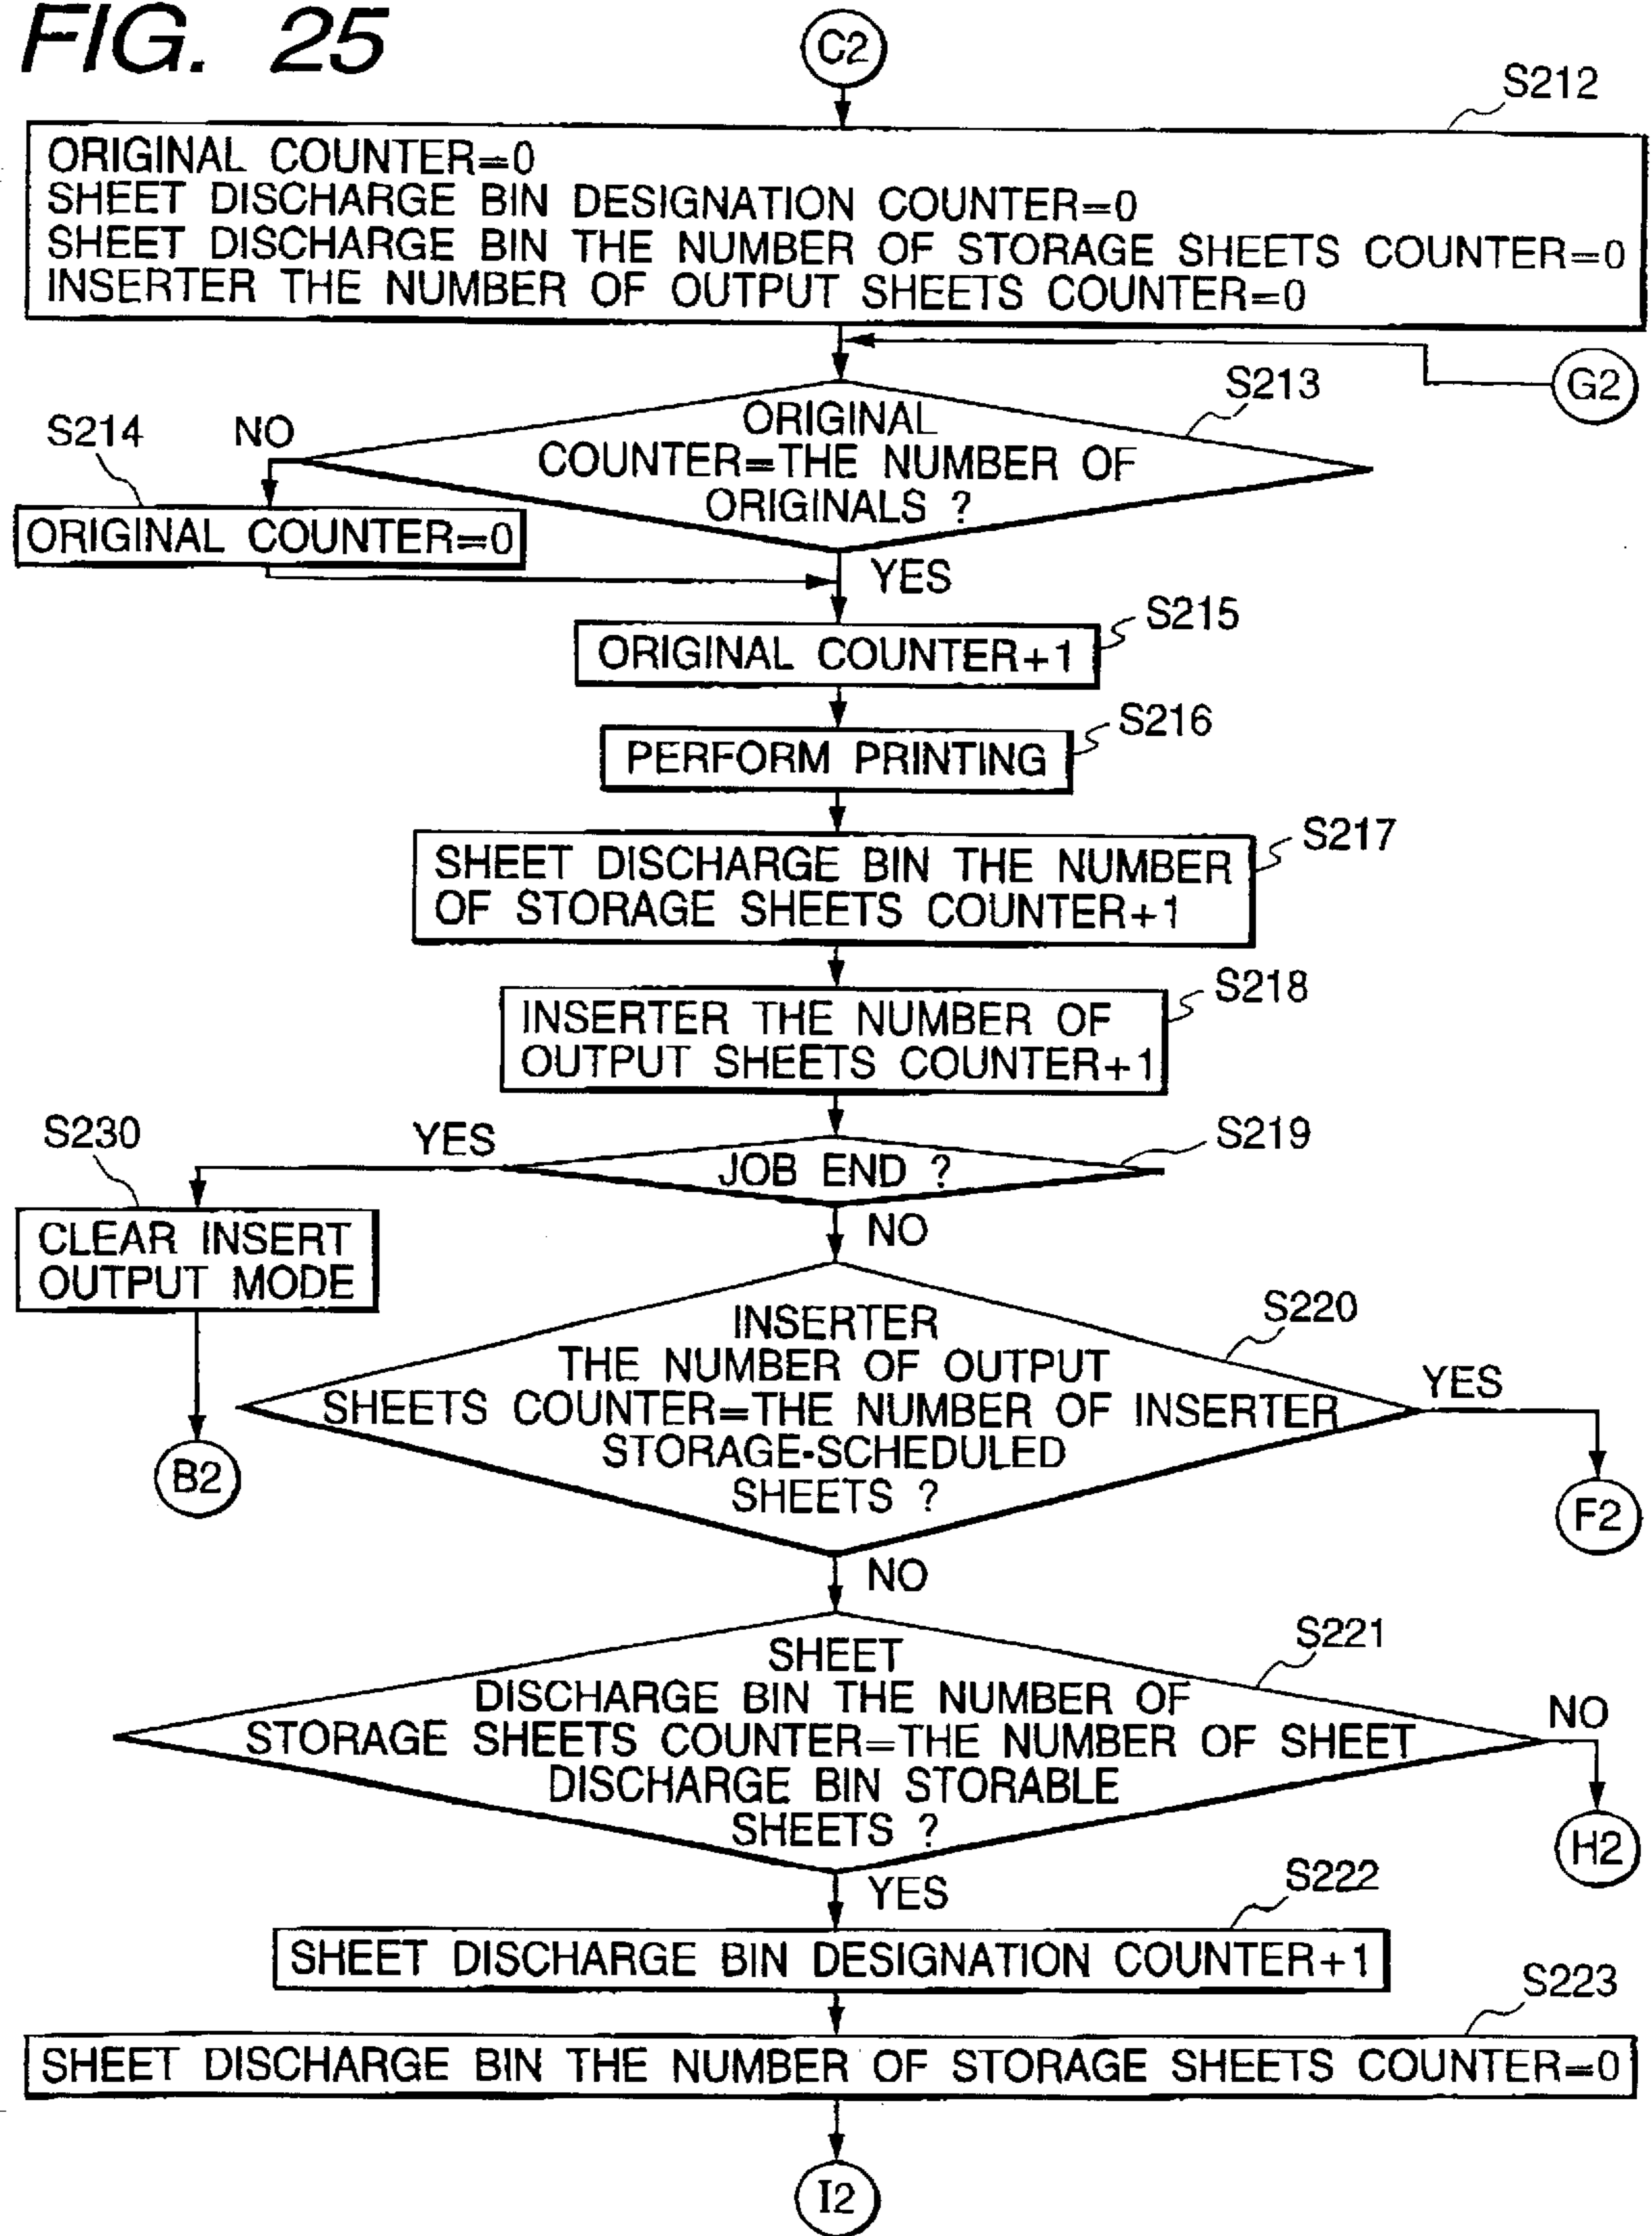 FIG. 25
C2
S212
ORIGINAL COUNTER=0
SHEET DISCHARGE BIN DESIGNATION COUNTER=0
SHEET DISCHARGE BIN THE NUMBER OF STORAGE SHEETS COUNTER=0
INSERTER THE NUMBER OF OUTPUT SHEETS COUNTER=0
G2
S213
ORIGINAL
COUNTER=THE NUMBER OF
ORIGINALS ?
NO
S214
ORIGINAL COUNTER=0
YES
S215
ORIGINAL COUNTER+1
S216
PERFORM PRINTING
S217
SHEET DISCHARGE BIN THE NUMBER
OF STORAGE SHEETS COUNTER+1
S218
INSERTER THE NUMBER OF
OUTPUT SHEETS COUNTER+1
S219
JOB END ?
YES
S230
CLEAR INSERT
OUTPUT MODE
B2
NO
S220
INSERTER
THE NUMBER OF OUTPUT
SHEETS COUNTER=THE NUMBER OF INSERTER
STORAGE-SCHEDULED
SHEETS ?
YES
F2
NO
S221
SHEET
DISCHARGE BIN THE NUMBER OF
STORAGE SHEETS COUNTER=THE NUMBER OF SHEET
DISCHARGE BIN STORABLE
SHEETS ?
NO
H2
YES
S222
SHEET DISCHARGE BIN DESIGNATION COUNTER+1
S223
SHEET DISCHARGE BIN THE NUMBER OF STORAGE SHEETS COUNTER=0
I2